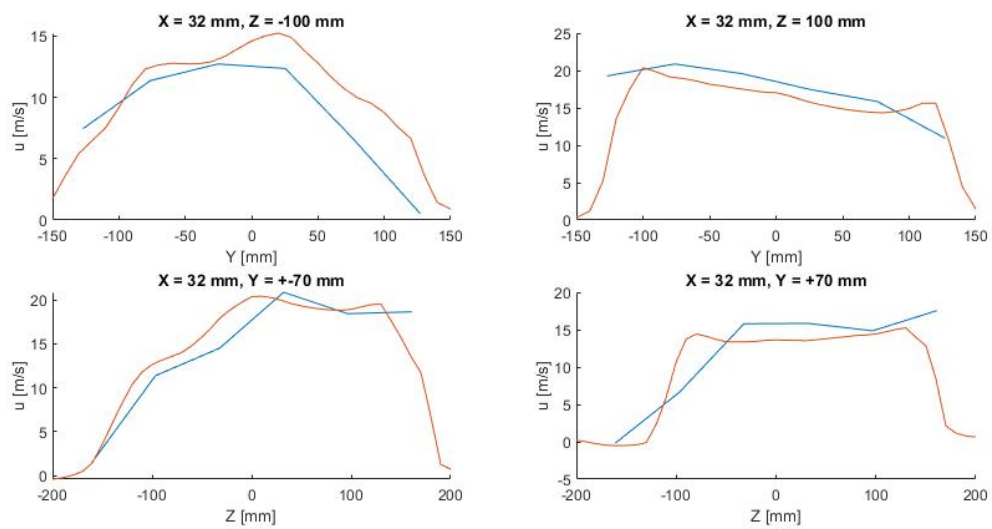 X = 32 mm, Z = -100 mm
15
10
5
0
u [m/s]
-150 -100 -50 0 50 100 150
Y [mm]
X = 32 mm, Z = 100 mm
25
20
15
10
5
0
u [m/s]
-150 -100 -50 0 50 100 150
Y [mm]
X = 32 mm, Y = +-70 mm
20
15
10
5
0
u [m/s]
-200 -100 0 100 200
Z [mm]
X = 32 mm, Y = +70 mm
20
15
10
5
0
-5
u [m/s]
-200 -100 0 100 200
Z [mm]